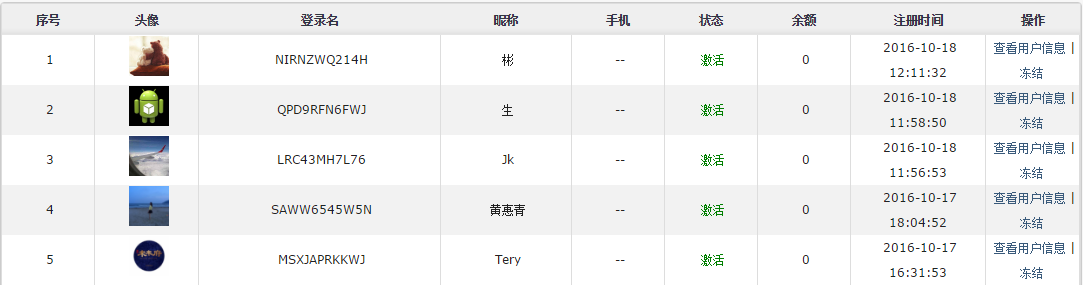 序号 头像 登录名 昵称 手机 状态 余额 注册时间 操作
1 NIRNZWQ214H 彬 -- 激活 0 2016-10-18 查看用户信息 |
12:11:32 冻结
2 QPD9RFN6FWJ 生 -- 激活 0 2016-10-18 查看用户信息 |
11:58:50 冻结
3 LRC43MH7L76 Jk -- 激活 0 2016-10-18 查看用户信息 |
11:56:53 冻结
4 SAWW6545W5N 黄惠青 -- 激活 0 2016-10-17 查看用户信息 |
18:04:52 冻结
5 MSXJAPRKKWJ Tery -- 激活 0 2016-10-17 查看用户信息 |
16:31:53 冻结